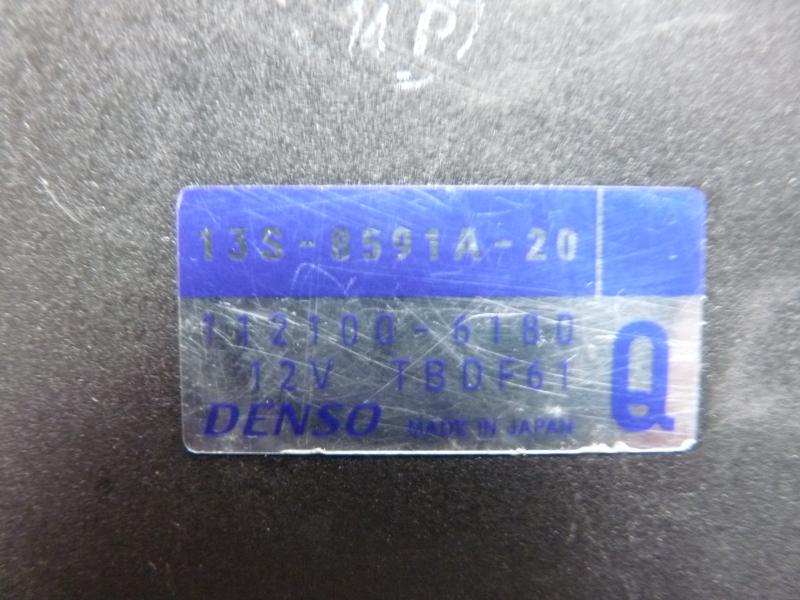 13S-8591A-20
112100-6180
12V TBDF61
DENSO MADE IN JAPAN
Q